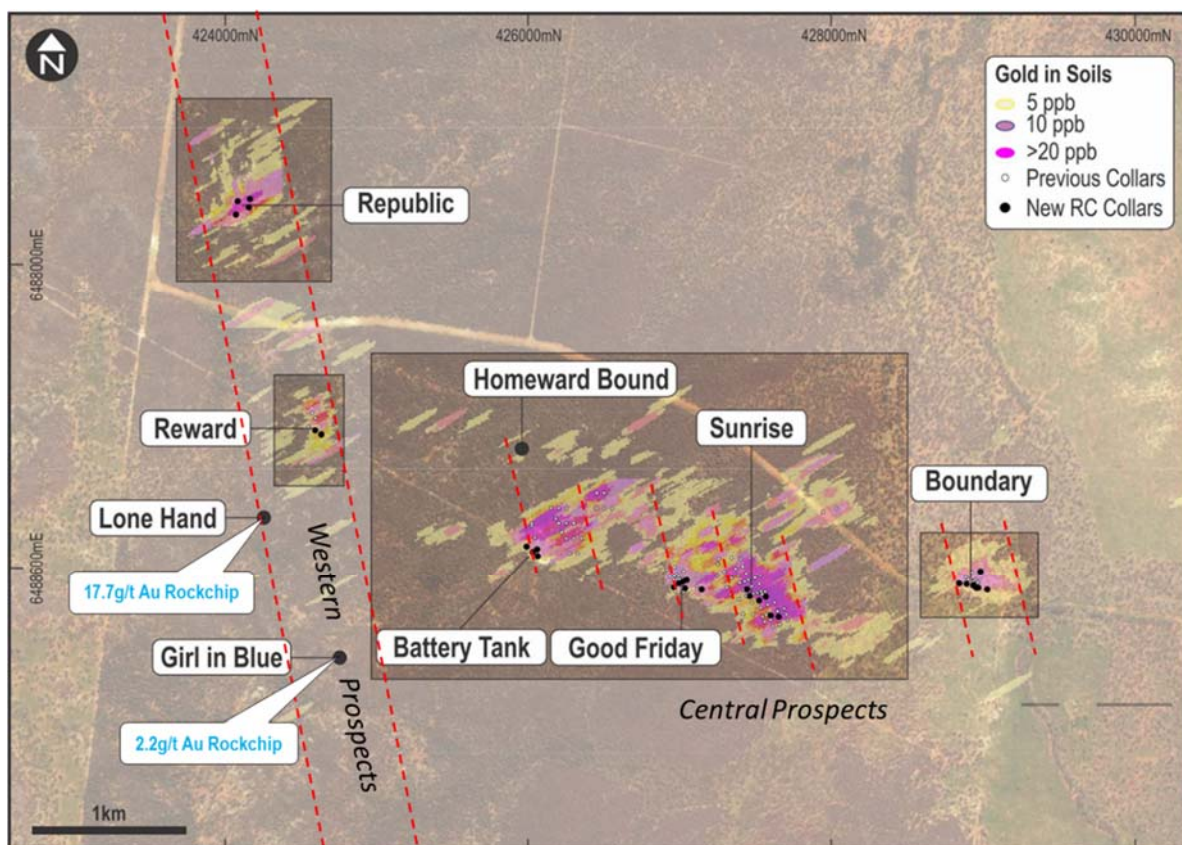 424000mN
426000mN
428000mN
430000mN
N
Gold in Soils
5 ppb
10 ppb
>20 ppb
Previous Collars
New RC Collars
Republic
6488000mE
Homeward Bound
Reward
Sunrise
Boundary
Lone Hand
Western
17.7g/t Au Rockchip
6488600mE
Battery Tank
Good Friday
Girl in Blue
Prospects
Central Prospects
2.2g/t Au Rockchip
1km